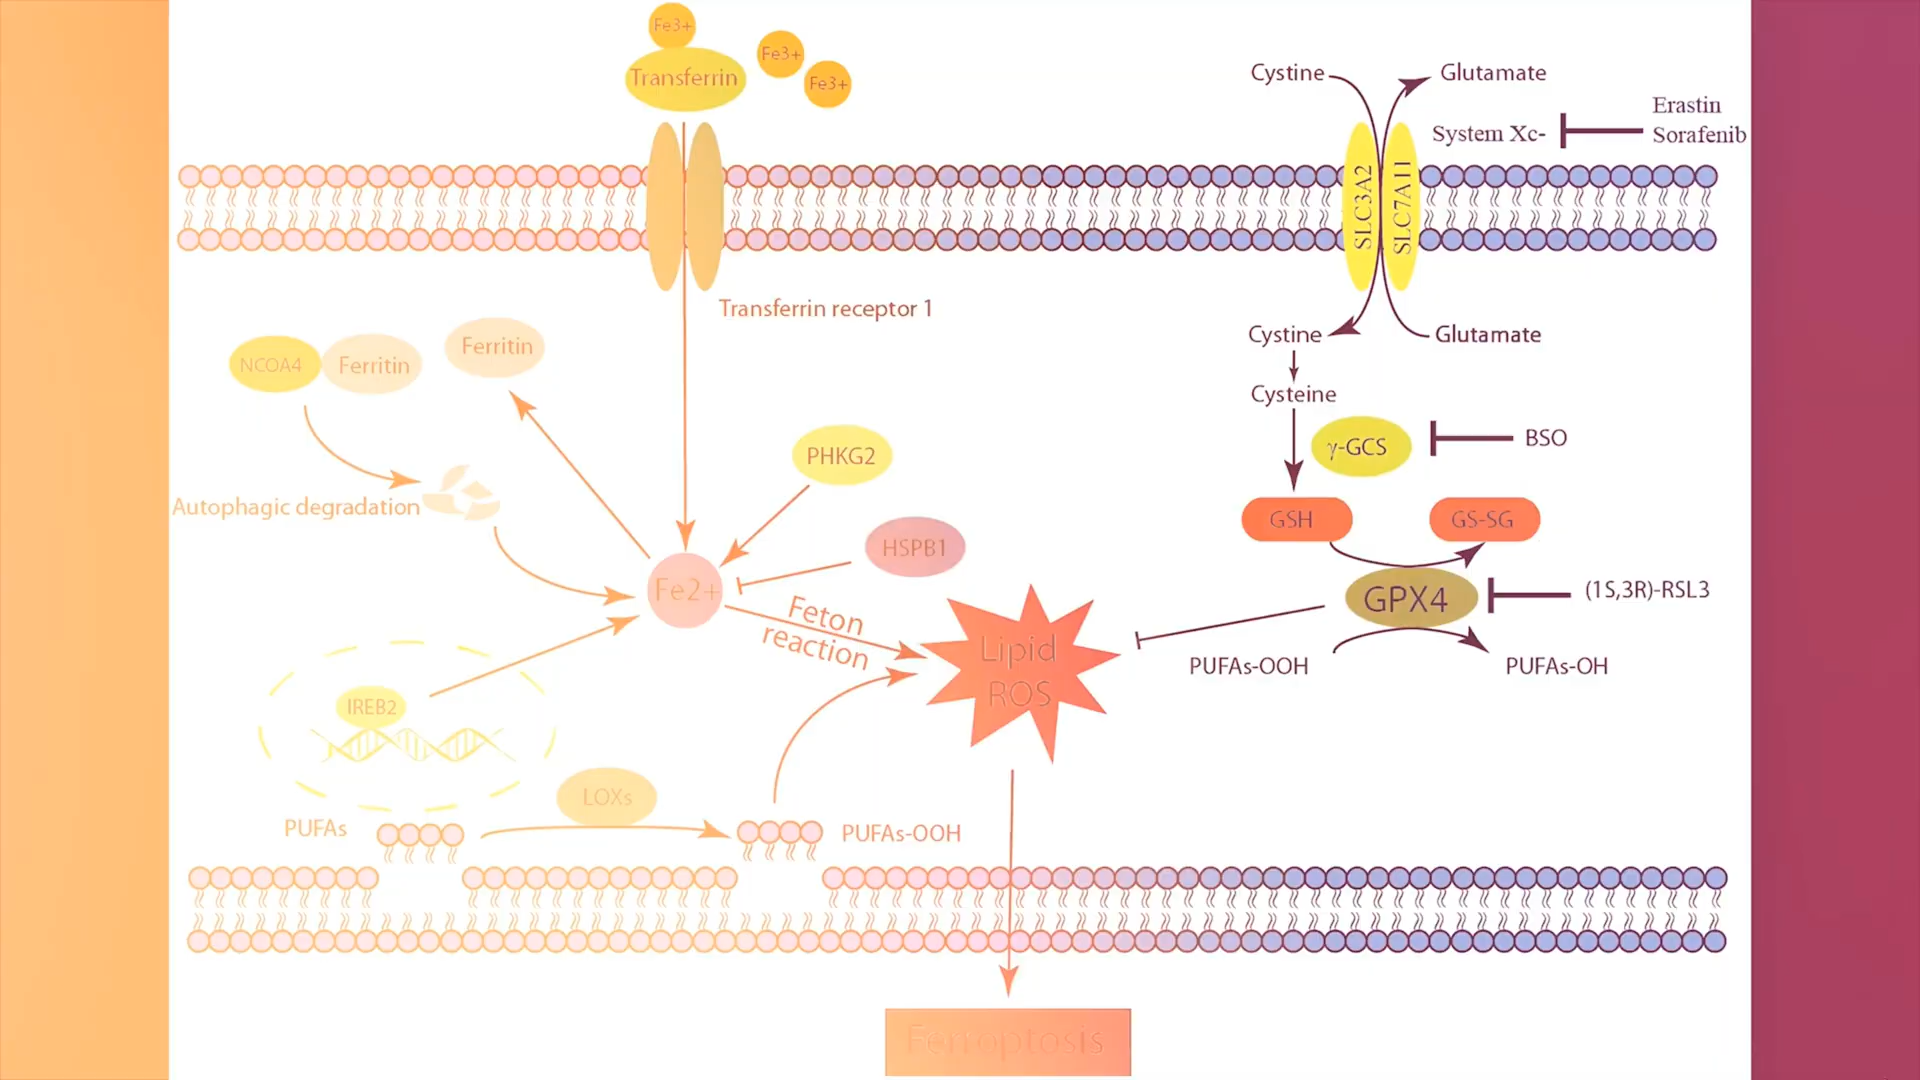 Fe3+
Transferrin
Fe3+
Fe3+
Cystine
Glutamate
Erastin
System Xc-
Sorafenib
SLC3A2
SLC7A11
Transferrin receptor 1
Cystine
Glutamate
NCOA4
Ferritin
Ferritin
Cysteine
PHKG2
γ-GCS
BSO
Autophagic degradation
GSH
GS-SG
HSPB1
Fe2+
Feton
reaction
GPX4
(1S,3R)-RSL3
Lipid
ROS
PUFAs-OOH
PUFAs-OH
IREB2
LOXs
PUFAs
PUFAs-OOH
Ferroptosis